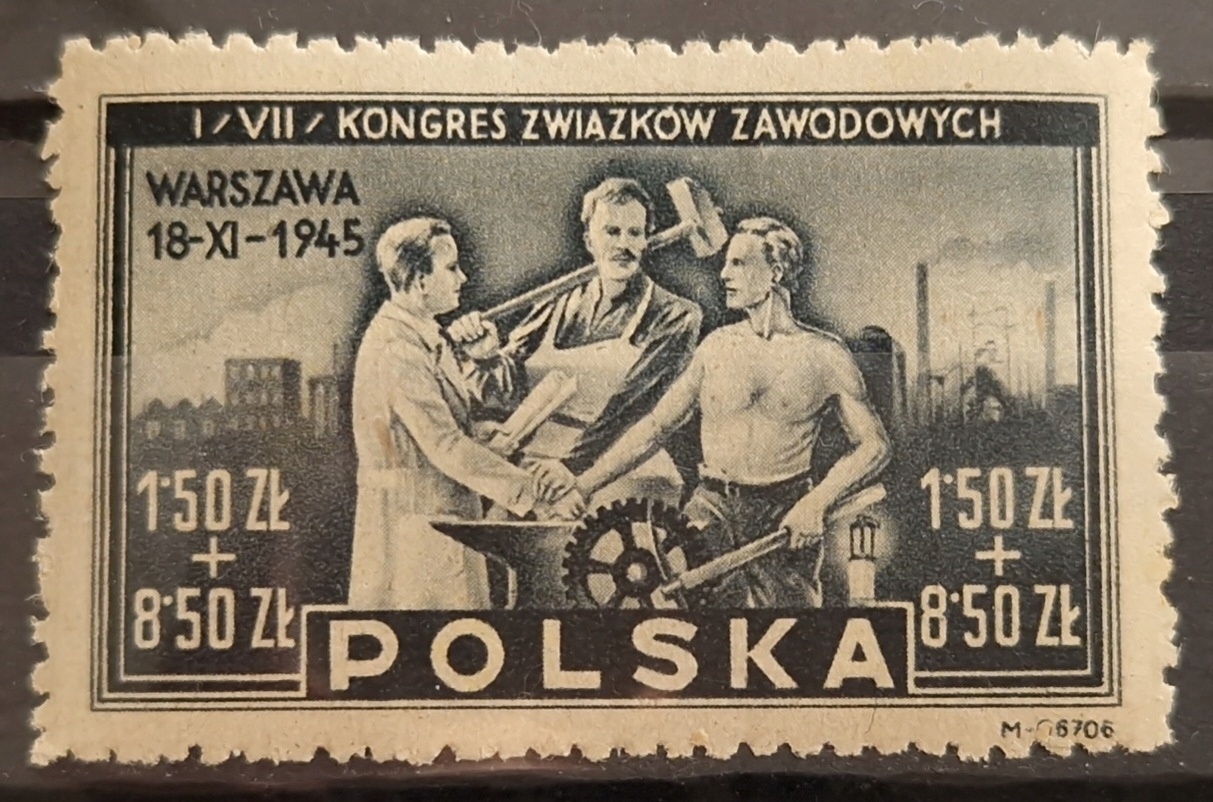 I/VII/ KONGRES ZWIAZKÓW ZAWODOWYCH
WARSZAWA
18-XI-1945
1·50 ZŁ
+
8·50 ZŁ
1·50 ZŁ
+
8·50 ZŁ
POLSKA